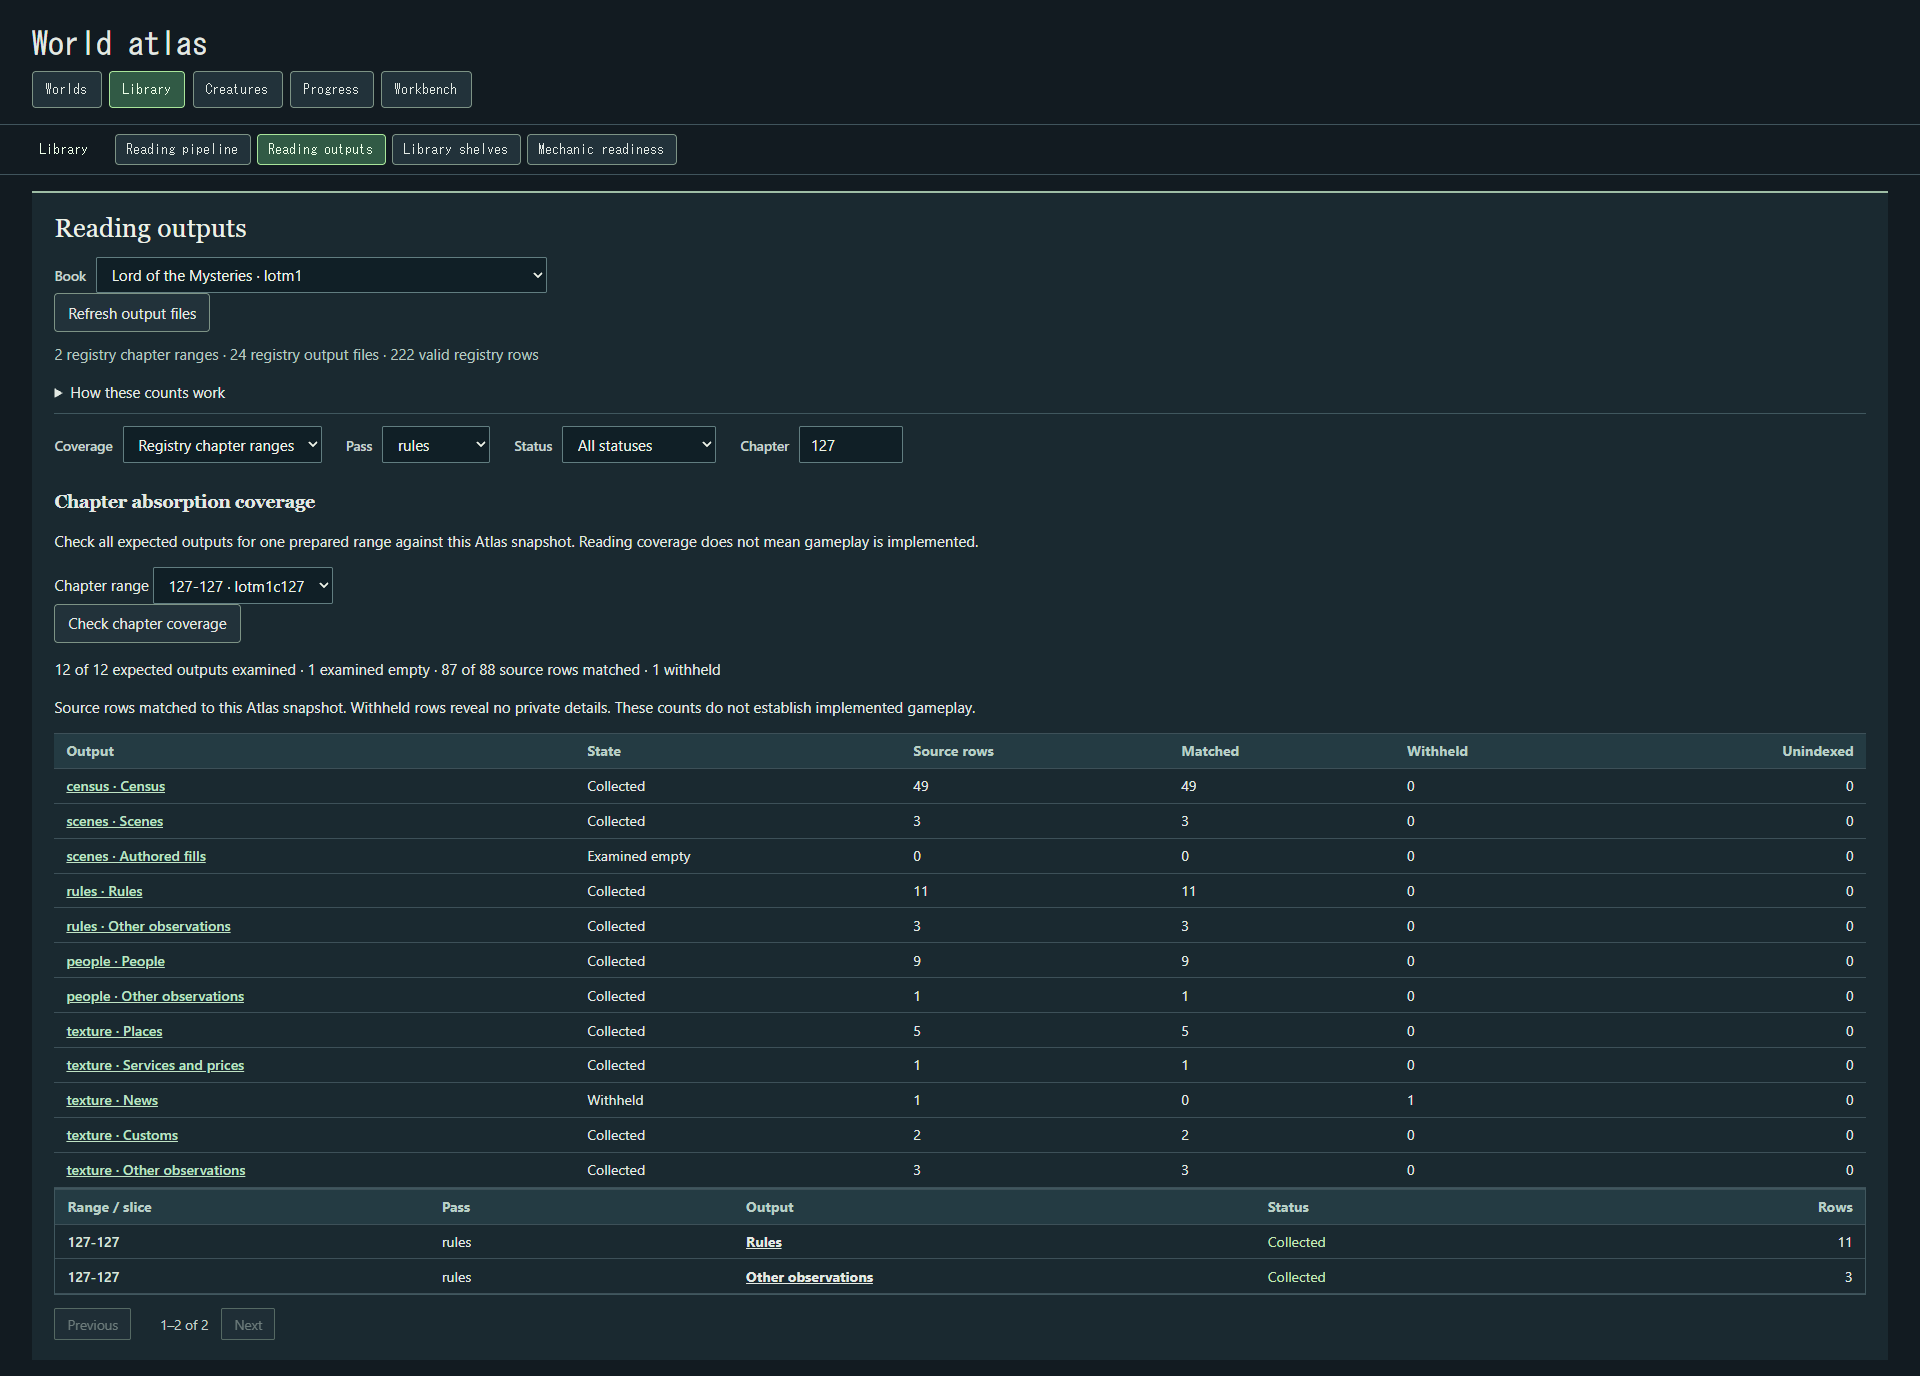 World atlas
Worlds Library Creatures Progress Workbench
Library Reading pipeline Reading outputs Library shelves Mechanic readiness
Reading outputs
Book Lord of the Mysteries · lotm1
Refresh output files
2 registry chapter ranges · 24 registry output files · 222 valid registry rows
▶ How these counts work
Coverage Registry chapter ranges Pass rules Status All statuses Chapter 127
Chapter absorption coverage
Check all expected outputs for one prepared range against this Atlas snapshot. Reading coverage does not mean gameplay is implemented.
Chapter range 127-127 · lotm1c127
Check chapter coverage
12 of 12 expected outputs examined · 1 examined empty · 87 of 88 source rows matched · 1 withheld
Source rows matched to this Atlas snapshot. Withheld rows reveal no private details. These counts do not establish implemented gameplay.
Output State Source rows Matched Withheld Unindexed
census · Census Collected 49 49 0 0
scenes · Scenes Collected 3 3 0 0
scenes · Authored fills Examined empty 0 0 0 0
rules · Rules Collected 11 11 0 0
rules · Other observations Collected 3 3 0 0
people · People Collected 9 9 0 0
people · Other observations Collected 1 1 0 0
texture · Places Collected 5 5 0 0
texture · Services and prices Collected 1 1 0 0
texture · News Withheld 1 0 1 0
texture · Customs Collected 2 2 0 0
texture · Other observations Collected 3 3 0 0
Range / slice Pass Output Status Rows
127-127 rules Rules Collected 11
127-127 rules Other observations Collected 3
Previous 1–2 of 2 Next